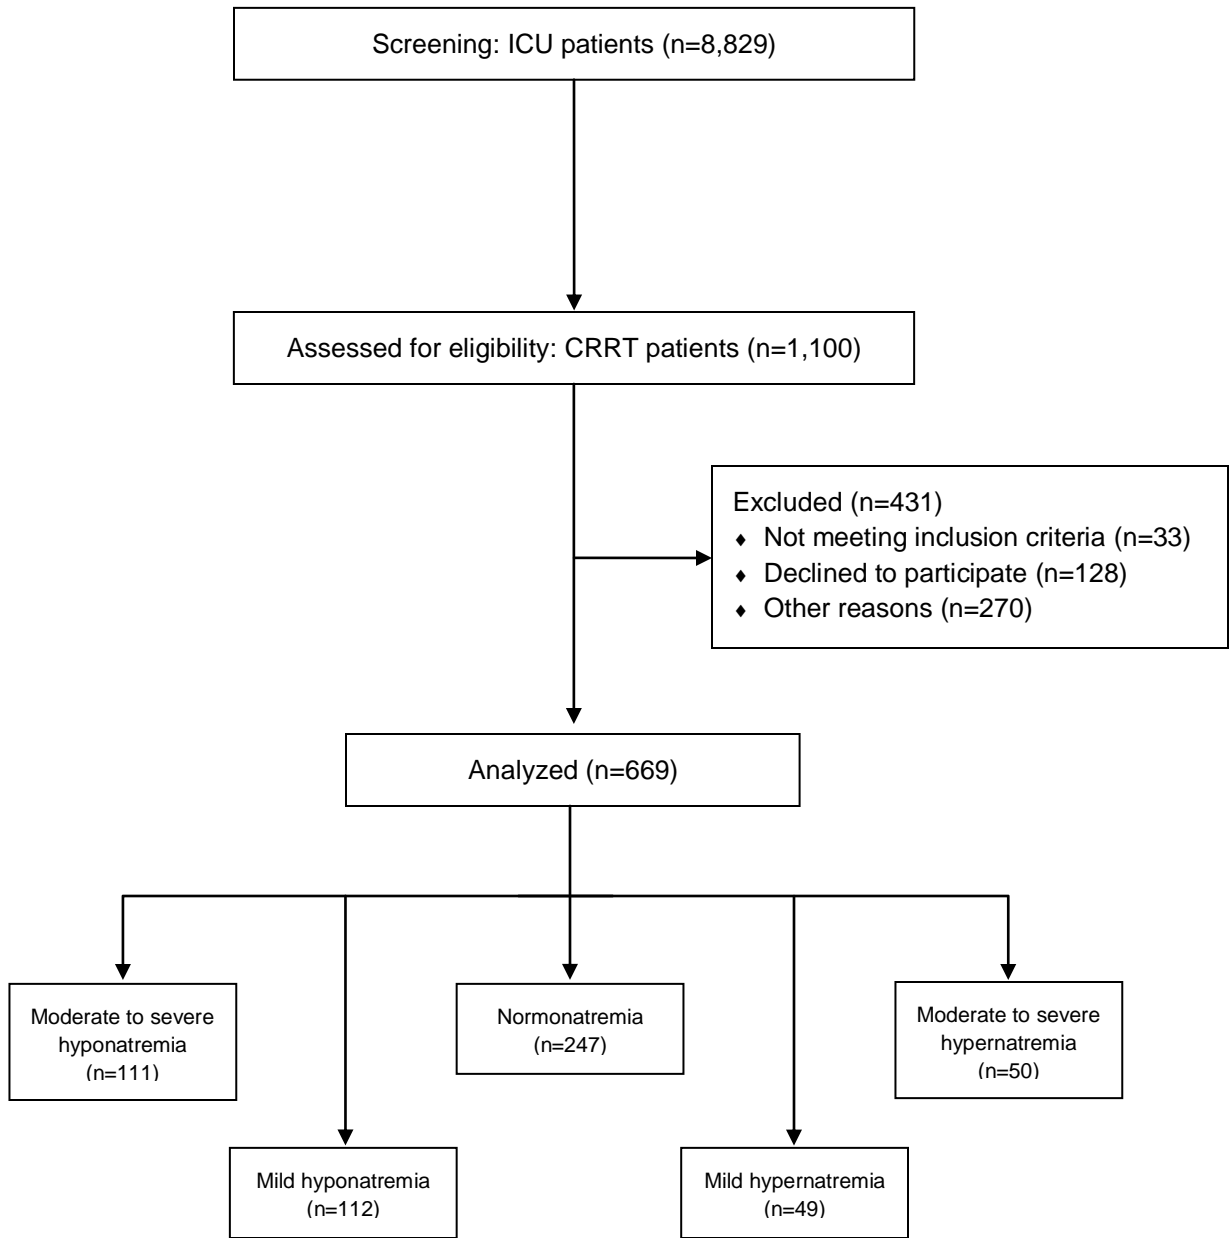 Screening: ICU patients (n=8,829)
Assessed for eligibility: CRRT patients (n=1,100)
Excluded (n=431)
♦ Not meeting inclusion criteria (n=33)
♦ Declined to participate (n=128)
♦ Other reasons (n=270)
Analyzed (n=669)
Moderate to severe
hyponatremia
(n=111)
Normonatremia
(n=247)
Moderate to severe
hypernatremia
(n=50)
Mild hyponatremia
(n=112)
Mild hypernatremia
(n=49)